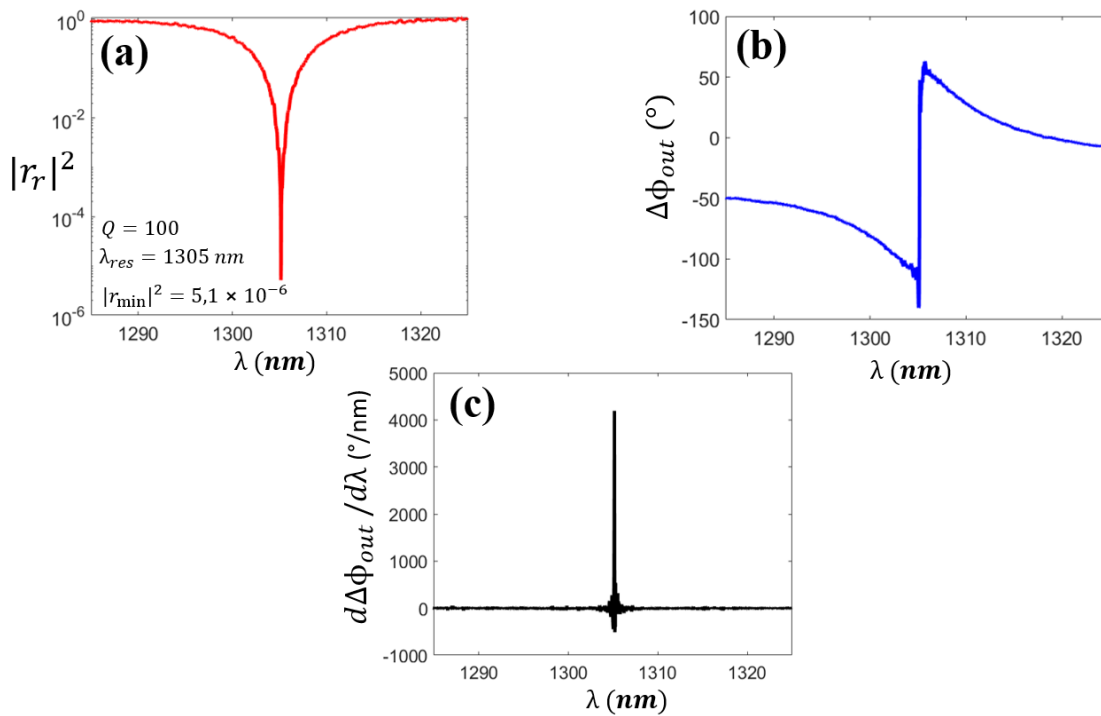 (a)
|r_r|²
10⁰
10⁻²
10⁻⁴
10⁻⁶
Q = 100
λ_res = 1305 nm
|r_min|² = 5,1 × 10⁻⁶
1290 1300 1310 1320
λ (nm)
(b)
Δϕ_out (°)
100
50
0
-50
-100
-150
1290 1300 1310 1320
λ (nm)
(c)
dΔϕ_out /dλ (°/nm)
5000
4000
3000
2000
1000
0
-1000
1290 1300 1310 1320
λ (nm)